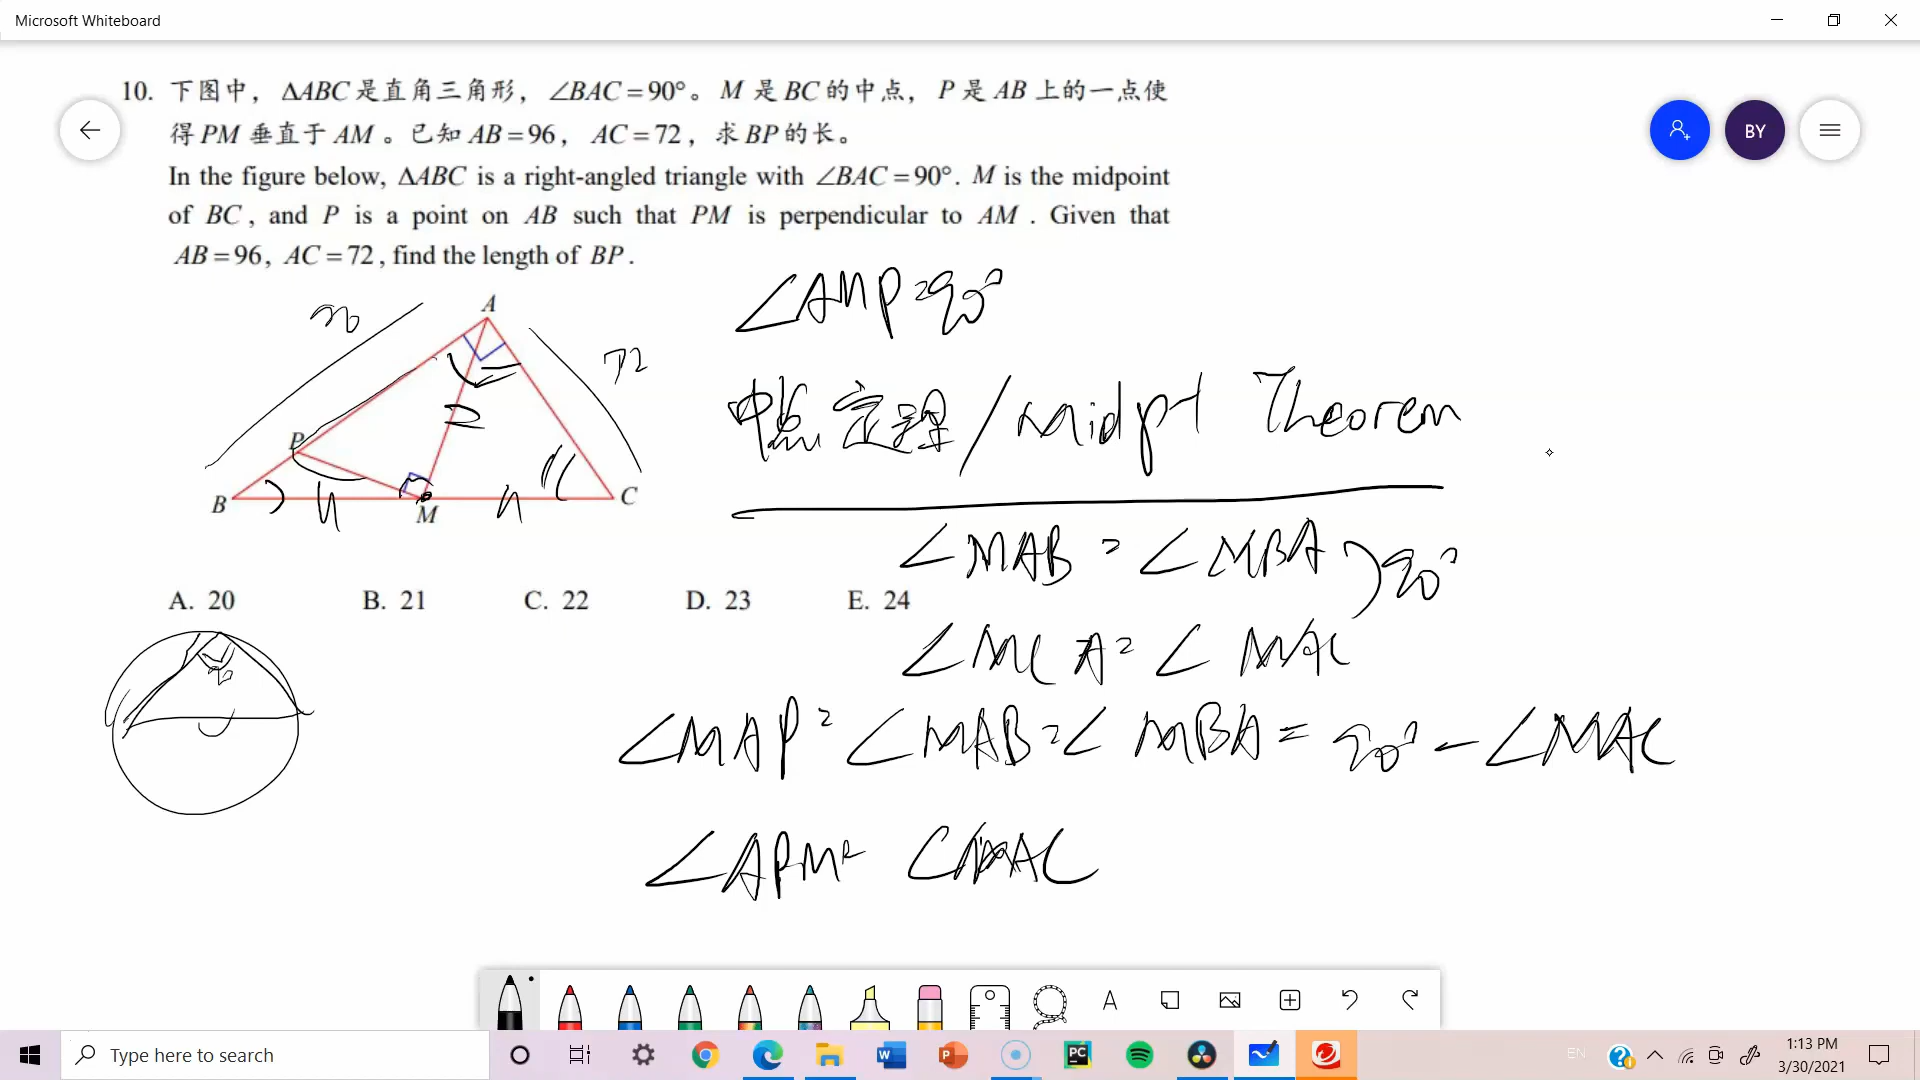 Microsoft Whiteboard
10. 下图中，ΔABC是直角三角形，∠BAC=90°。M 是BC的中点，P是AB上的一点使
得PM 垂直于 AM 。已知 AB=96，AC=72，求BP的长。
In the figure below, ΔABC is a right-angled triangle with ∠BAC=90°. M is the midpoint
of BC, and P is a point on AB such that PM is perpendicular to AM . Given that
AB=96, AC=72, find the length of BP.
BY
∠AMP=90°
中点定理/Midpt Theorem
A
72
P
B
M
C
∠MAB=∠MBA
90°
∠MCA=∠MAC
A. 20 B. 21 C. 22 D. 23 E. 24
∠MAP=∠MAB=∠MBA=90°-∠MAC
∠APM=∠MAC
Type here to search
EN
1:13 PM
3/30/2021